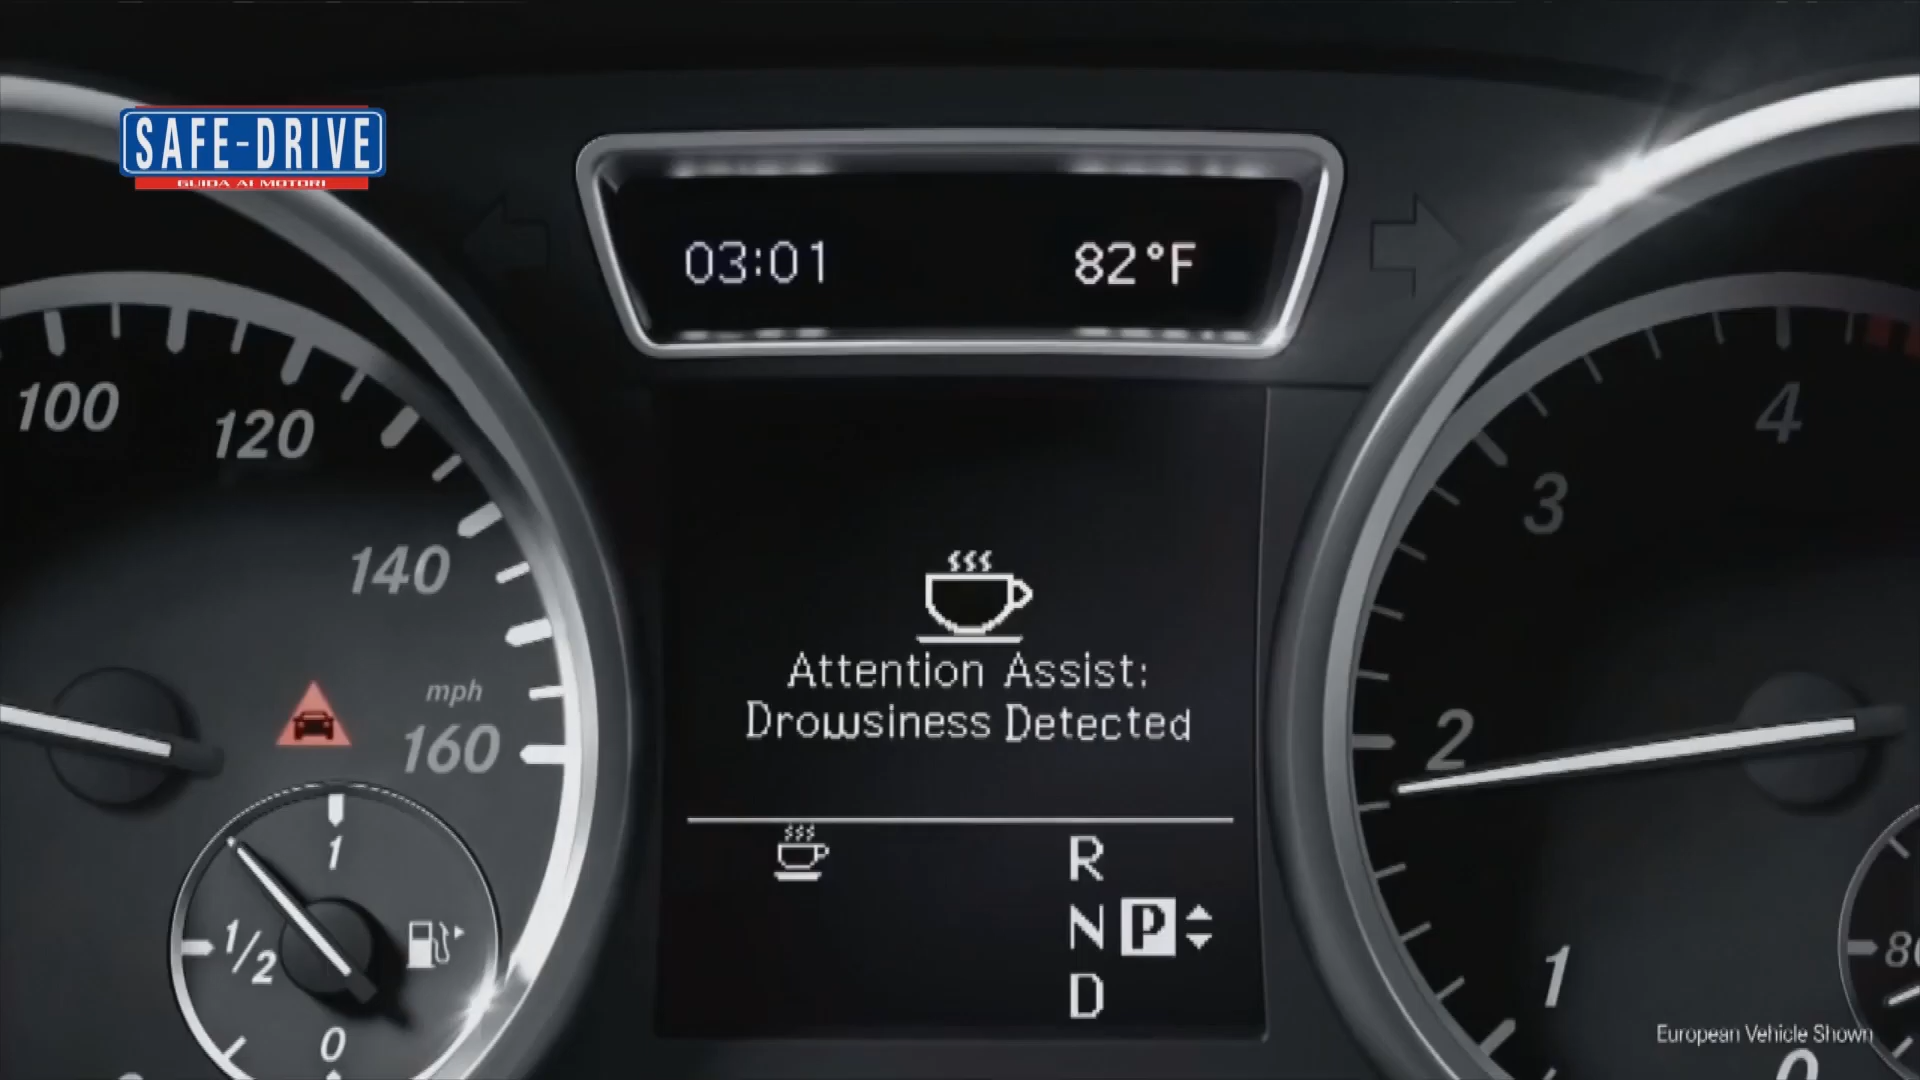 SAFE-DRIVE
GUIDA AI MOTORI
03:01 82°F
100
120
140
mph
160
1
1/2
0
Attention Assist:
Drowsiness Detected
R
N P
D
4
3
2
1
0
European Vehicle Shown